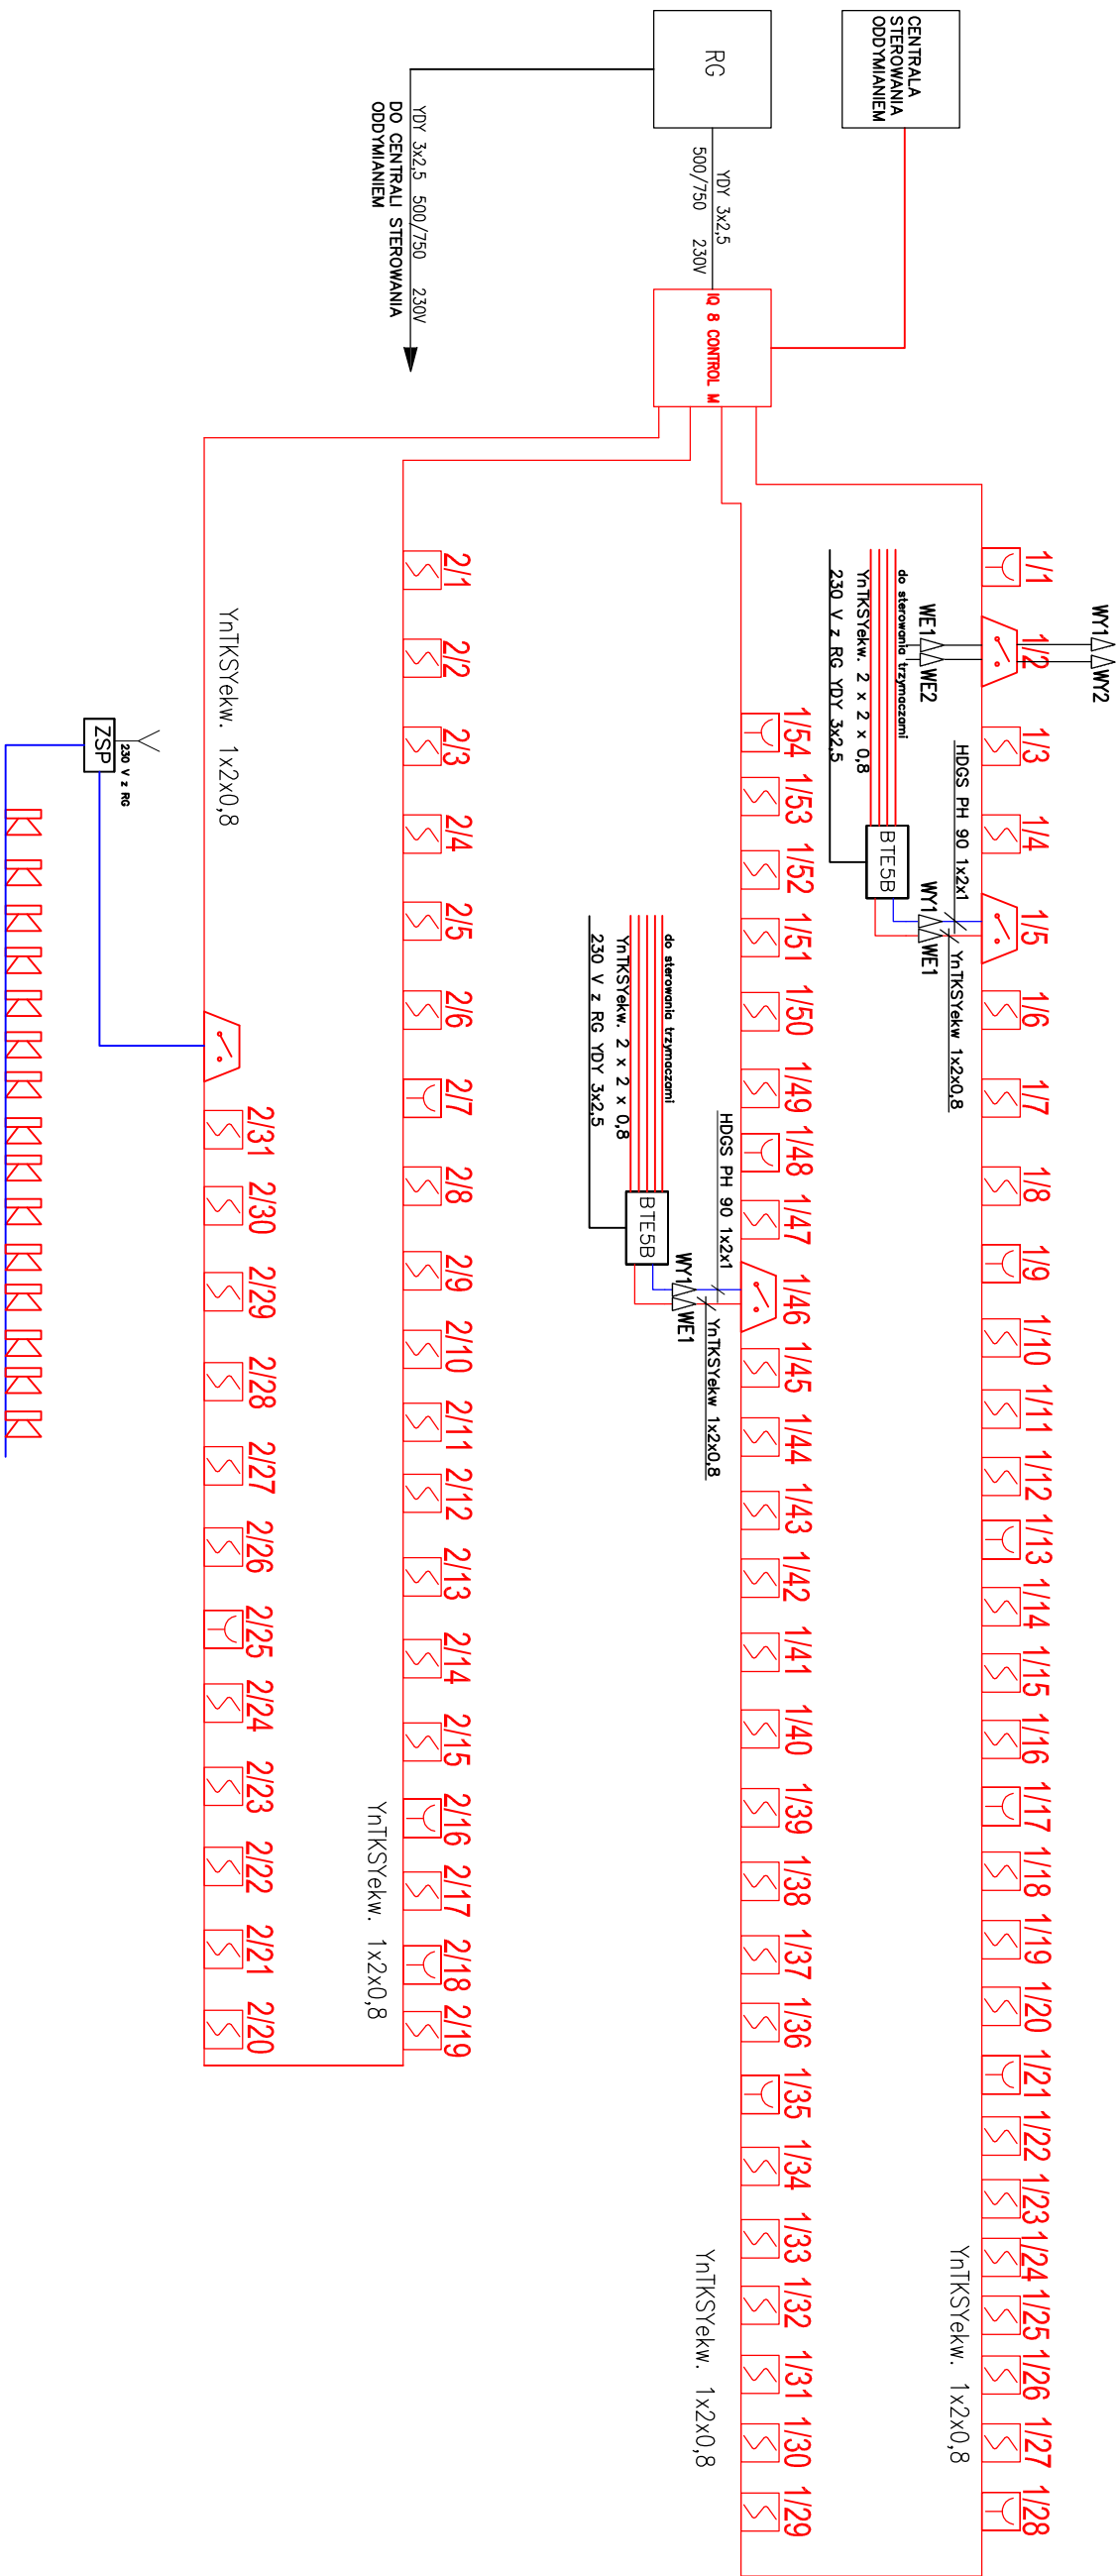 CENTRALA
STEROWANIA
ODDYMIANIEM
RG
YDY 3x2,5
500/750 230V
YDY 3x2,5 500/750 230V
DO CENTRALI STEROWANIA
ODDYMIANIEM
IQ 8 CONTROL M
WY1 WY2
1/1 1/2 1/3 1/4 1/5 1/6 1/7 1/8 1/9 1/10 1/11 1/12 1/13 1/14 1/15 1/16 1/17 1/18 1/19 1/20 1/21 1/22 1/23 1/24 1/25 1/26 1/27 1/28
WE1 WE2
HDGS PH 90 1x2x1
YnTKSYekw 1x2x0,8
WY1 WE1
do sterowania trzymaczami
YnTKSYekw. 2 x 2 x 0,8
230 V z RG YDY 3x2,5
BTE5B
YnTKSYekw. 1x2x0,8
1/54 1/53 1/52 1/51 1/50 1/49 1/48 1/47 1/46 1/45 1/44 1/43 1/42 1/41 1/40 1/39 1/38 1/37 1/36 1/35 1/34 1/33 1/32 1/31 1/30 1/29
HDGS PH 90 1x2x1
YnTKSYekw 1x2x0,8
WY1 WE1
do sterowania trzymaczami
YnTKSYekw. 2 x 2 x 0,8
230 V z RG YDY 3x2,5
BTE5B
YnTKSYekw. 1x2x0,8
2/1 2/2 2/3 2/4 2/5 2/6 2/7 2/8 2/9 2/10 2/11 2/12 2/13 2/14 2/15 2/16 2/17 2/18 2/19
YnTKSYekw. 1x2x0,8
2/31 2/30 2/29 2/28 2/27 2/26 2/25 2/24 2/23 2/22 2/21 2/20
YnTKSYekw. 1x2x0,8
230 V z RG
ZSP